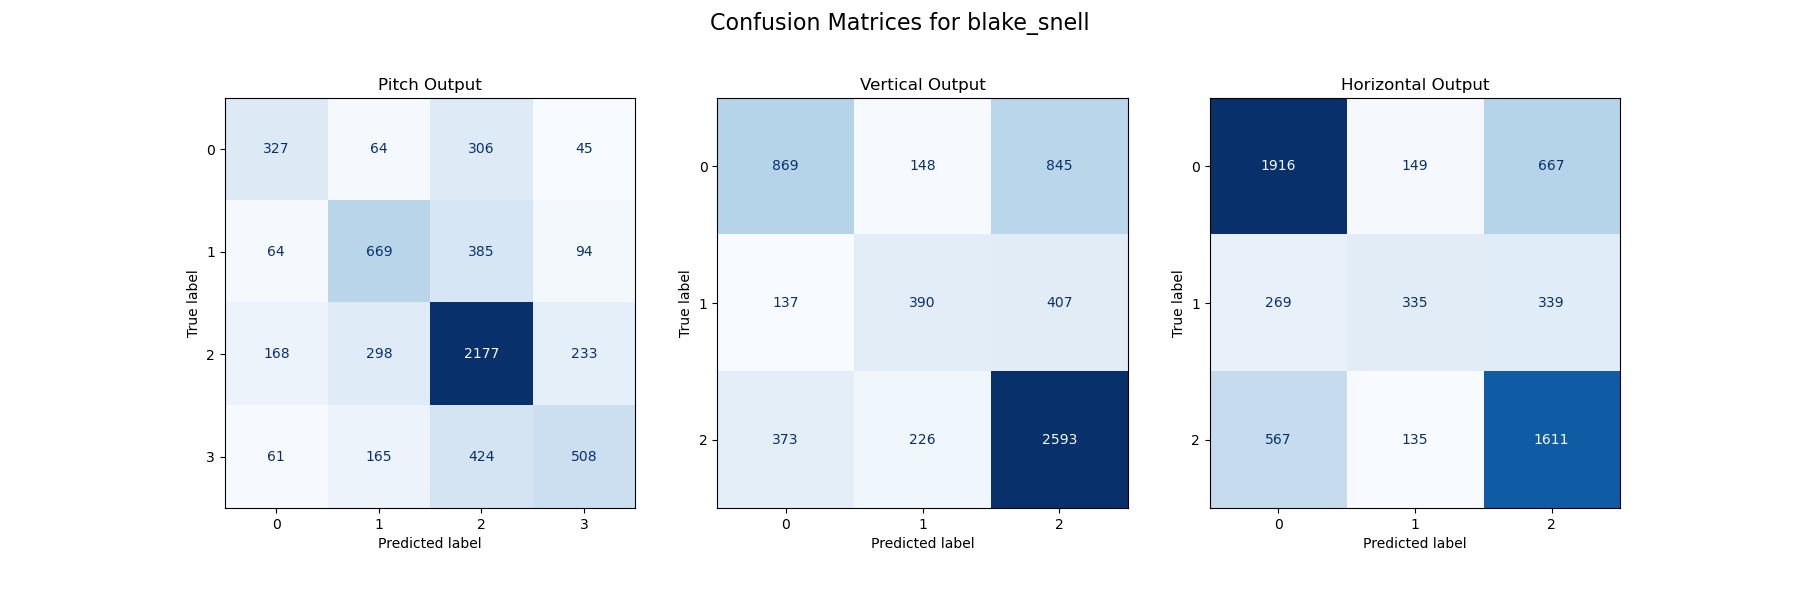 Confusion Matrices for blake_snell
Pitch Output
True label
0 327 64 306 45
1 64 669 385 94
2 168 298 2177 233
3 61 165 424 508
0 1 2 3
Predicted label
Vertical Output
True label
0 869 148 845
1 137 390 407
2 373 226 2593
0 1 2
Predicted label
Horizontal Output
True label
0 1916 149 667
1 269 335 339
2 567 135 1611
0 1 2
Predicted label